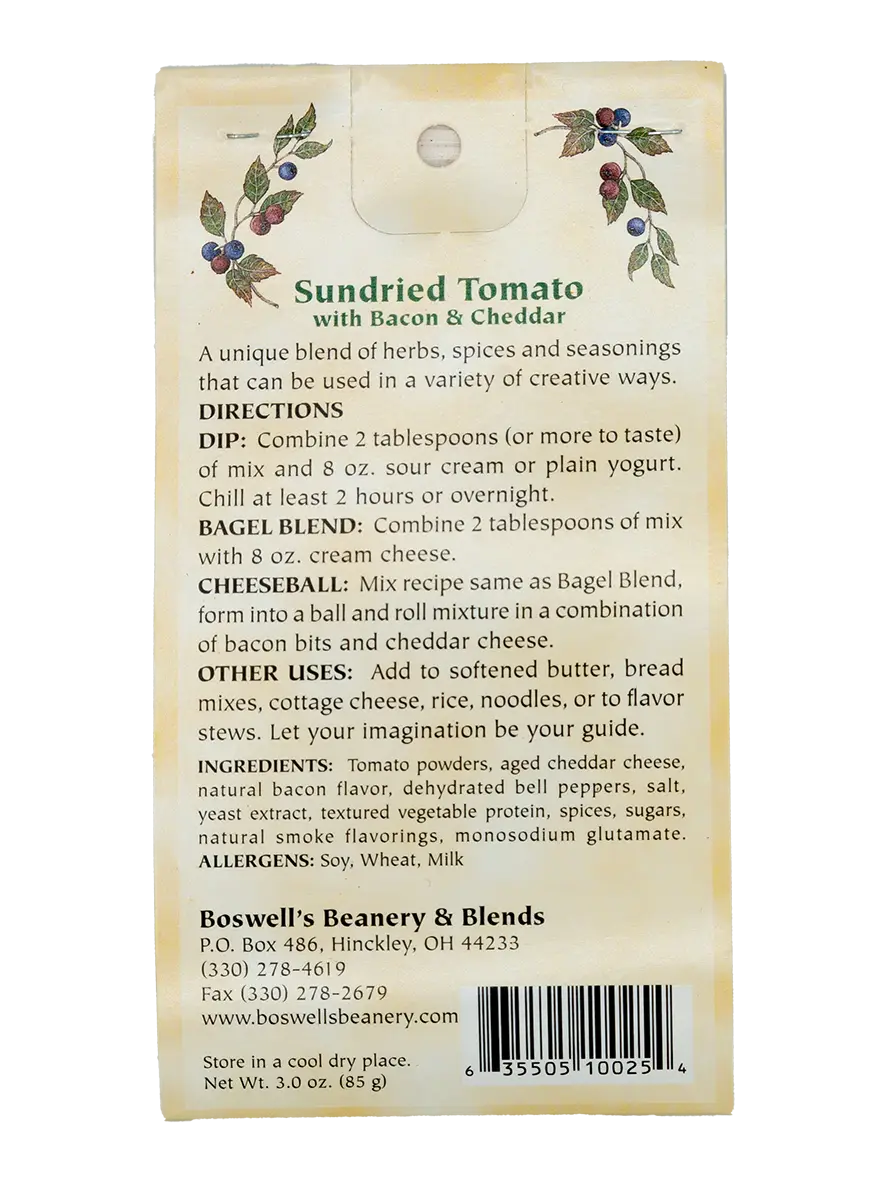 Sundried Tomato
with Bacon & Cheddar
A unique blend of herbs, spices and seasonings
that can be used in a variety of creative ways.
DIRECTIONS
DIP: Combine 2 tablespoons (or more to taste)
of mix and 8 oz. sour cream or plain yogurt.
Chill at least 2 hours or overnight.
BAGEL BLEND: Combine 2 tablespoons of mix
with 8 oz. cream cheese.
CHEESEBALL: Mix recipe same as Bagel Blend,
form into a ball and roll mixture in a combination
of bacon bits and cheddar cheese.
OTHER USES: Add to softened butter, bread
mixes, cottage cheese, rice, noodles, or to flavor
stews. Let your imagination be your guide.
INGREDIENTS: Tomato powders, aged cheddar cheese,
natural bacon flavor, dehydrated bell peppers, salt,
yeast extract, textured vegetable protein, spices, sugars,
natural smoke flavorings, monosodium glutamate.
ALLERGENS: Soy, Wheat, Milk
Boswell's Beanery & Blends
P.O. Box 486, Hinckley, OH 44233
(330) 278-4619
Fax (330) 278-2679
www.boswellsbeanery.com
Store in a cool dry place.
Net Wt. 3.0 oz. (85 g)
6 35505 10025 4